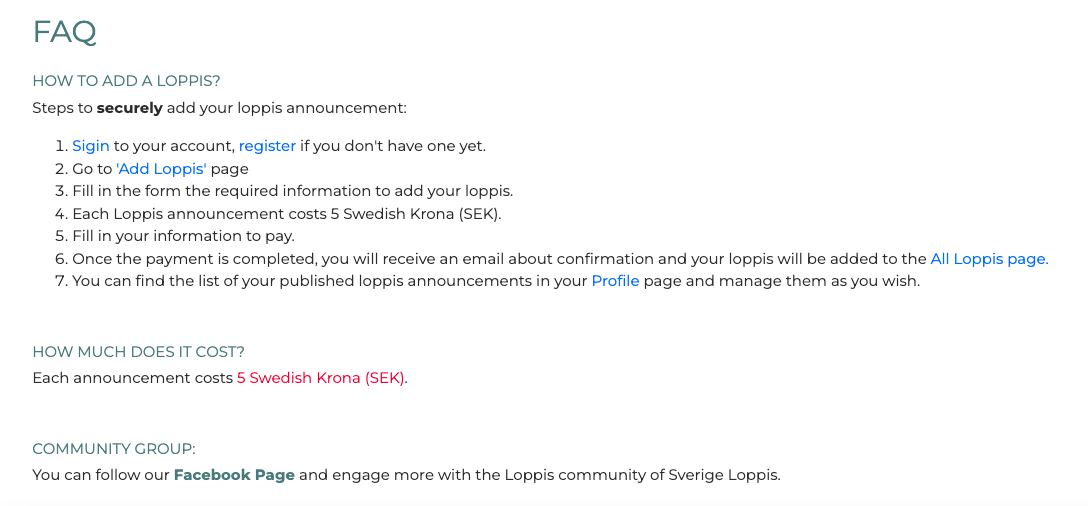 FAQ
HOW TO ADD A LOPPIS?
Steps to securely add your loppis announcement:
1. Sigin to your account, register if you don't have one yet.
2. Go to 'Add Loppis' page
3. Fill in the form the required information to add your loppis.
4. Each Loppis announcement costs 5 Swedish Krona (SEK).
5. Fill in your information to pay.
6. Once the payment is completed, you will receive an email about confirmation and your loppis will be added to the All Loppis page.
7. You can find the list of your published loppis announcements in your Profile page and manage them as you wish.
HOW MUCH DOES IT COST?
Each announcement costs 5 Swedish Krona (SEK).
COMMUNITY GROUP:
You can follow our Facebook Page and engage more with the Loppis community of Sverige Loppis.